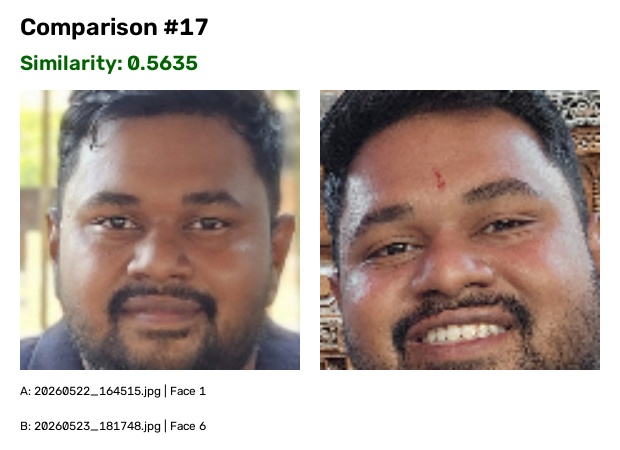 Comparison #17
Similarity: 0.5635
A: 20260522_164515.jpg | Face 1
B: 20260523_181748.jpg | Face 6